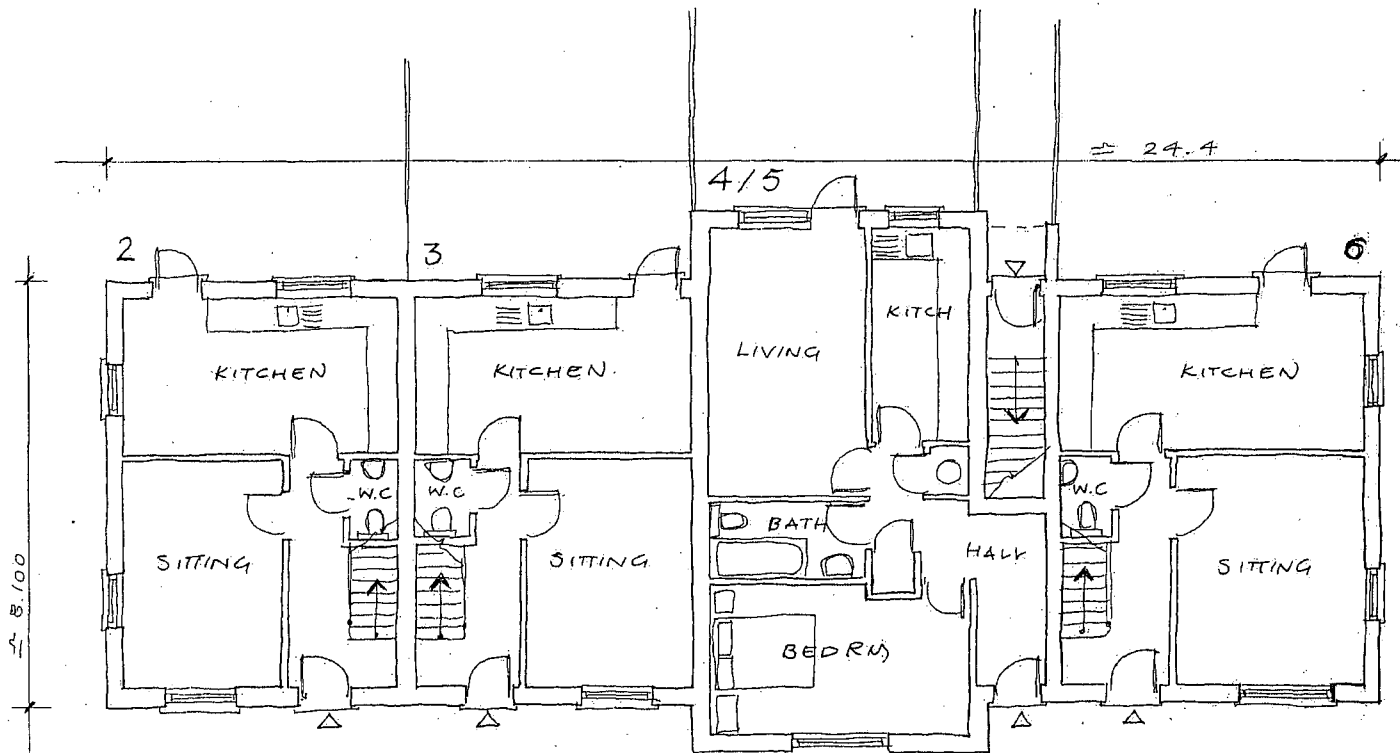 ≏ 24.4
4/5
2
3
6
KITCH
LIVING
KITCHEN
KITCHEN.
KITCHEN
W.C
W.C
W.C
BATH
HALL
SITTING
SITTING
SITTING
≏ 8.100
BEDRM